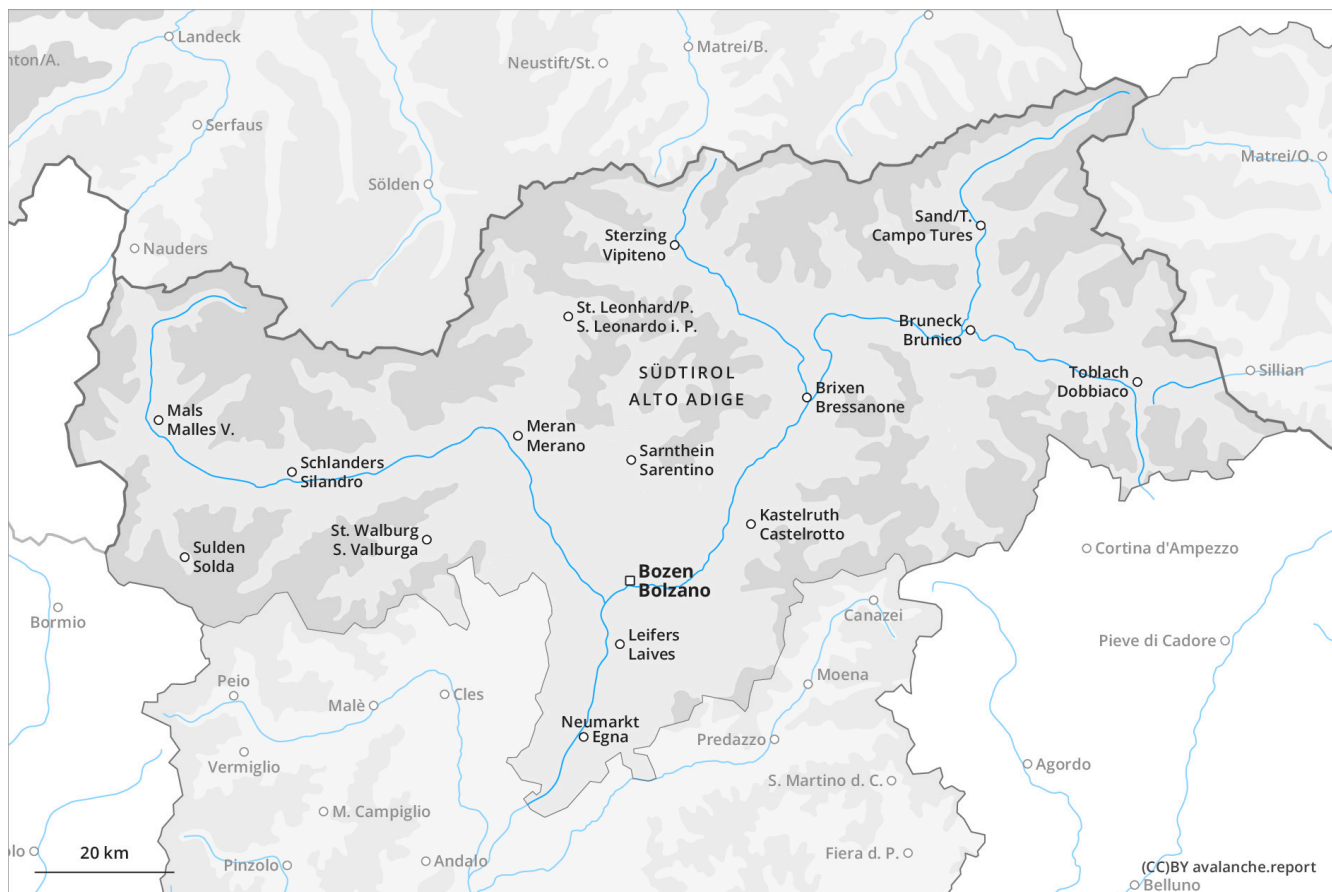 Landeck
nton/A.
Matrei/B.
Neustift/St.
Serfaus
Matrei/O.
Sölden
Sand/T.
Campo Tures
Sterzing
Vipiteno
Nauders
St. Leonhard/P.
S. Leonardo i. P.
Bruneck
Brunico
SÜDTIROL
ALTO ADIGE
Toblach
Dobbiaco
Sillian
Brixen
Bressanone
Mals
Malles V.
Meran
Merano
Schlanders
Silandro
Sarnthein
Sarentino
Kastelruth
Castelrotto
St. Walburg
S. Valburga
Sulden
Solda
Cortina d'Ampezzo
Bozen
Bolzano
Bormio
Canazei
Leifers
Laives
Pieve di Cadore
Peio
Moena
Malè
Cles
Neumarkt
Egna
Predazzo
Vermiglio
Agordo
S. Martino d. C.
M. Campiglio
olo
20 km
Pinzolo
Andalo
Fiera d. P.
(CC)BY avalanche.report
Belluno